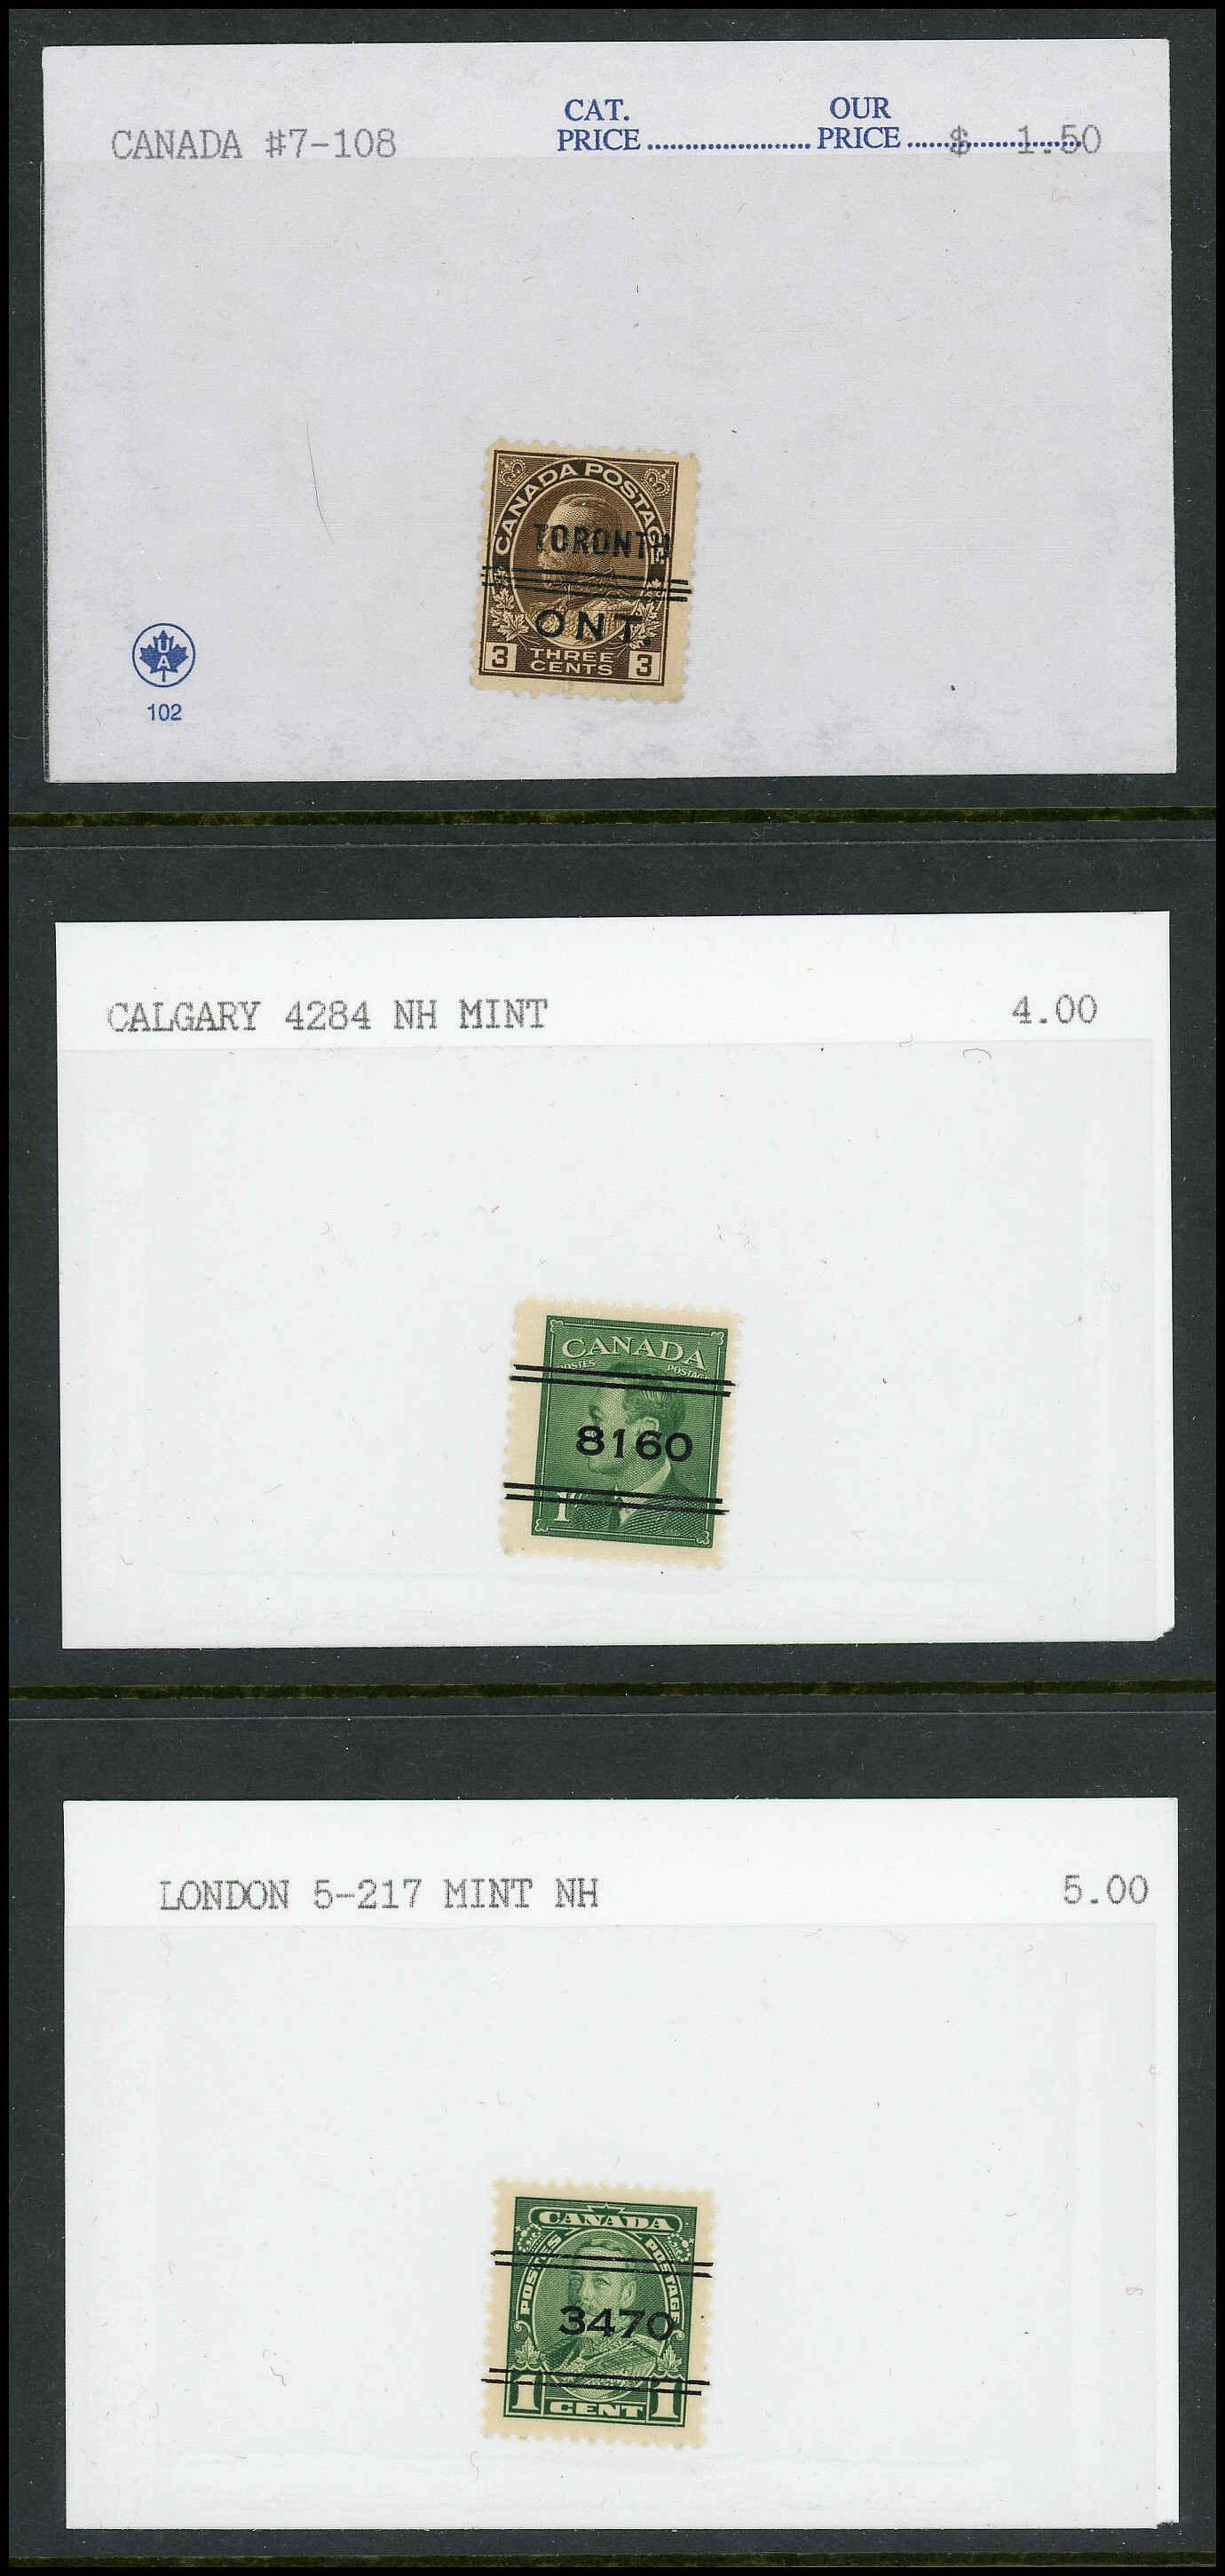 CAT. OUR
CANADA #7-108 PRICE ...................... PRICE ........................ $ 1.50
CANADA POSTAGE
TORONTO
ONT.
3 THREE CENTS 3
UA
102
CALGARY 4284 NH MINT 4.00
CANADA
POSTES POSTAGE
8160
1¢
LONDON 5-217 MINT NH 5.00
CANADA
POSTES POSTAGE
3470
1 CENT 1